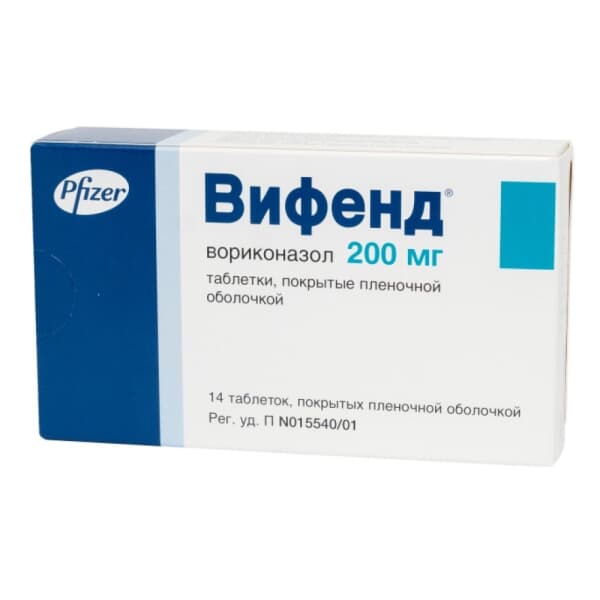 Pfizer
Вифенд®
вориконазол 200 мг
таблетки, покрытые пленочной
оболочкой
14 таблеток, покрытых пленочной оболочкой
Рег. уд. П N015540/01